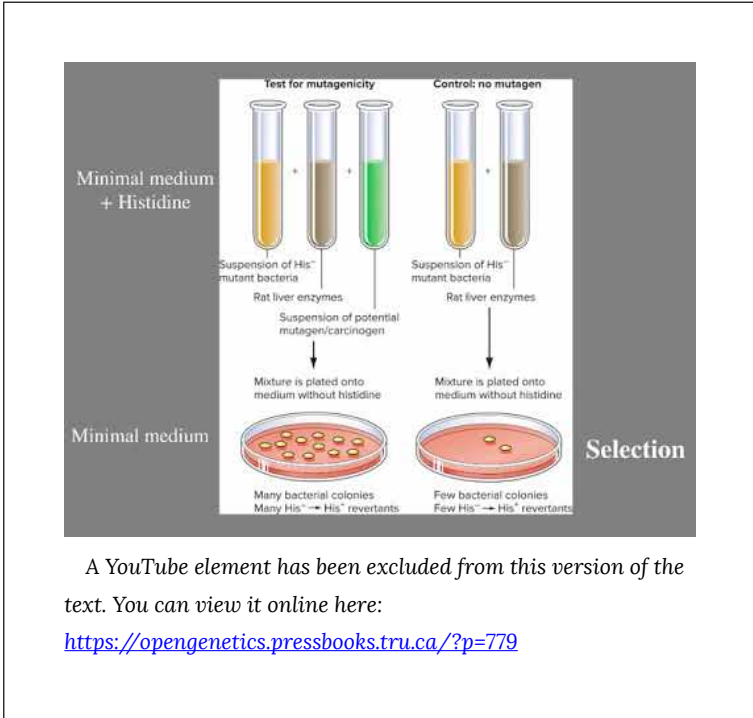 Test for mutagenicity
Control: no mutagen
Minimal medium
+ Histidine
+
+
+
Suspension of His⁻
mutant bacteria
Rat liver enzymes
Suspension of potential
mutagen/carcinogen
Suspension of His⁻
mutant bacteria
Rat liver enzymes
Mixture is plated onto
medium without histidine
Mixture is plated onto
medium without histidine
Minimal medium
Selection
Many bacterial colonies
Many His⁻ → His⁺ revertants
Few bacterial colonies
Few His⁻ → His⁺ revertants
A YouTube element has been excluded from this version of the
text. You can view it online here:
https://opengenetics.pressbooks.tru.ca/?p=779